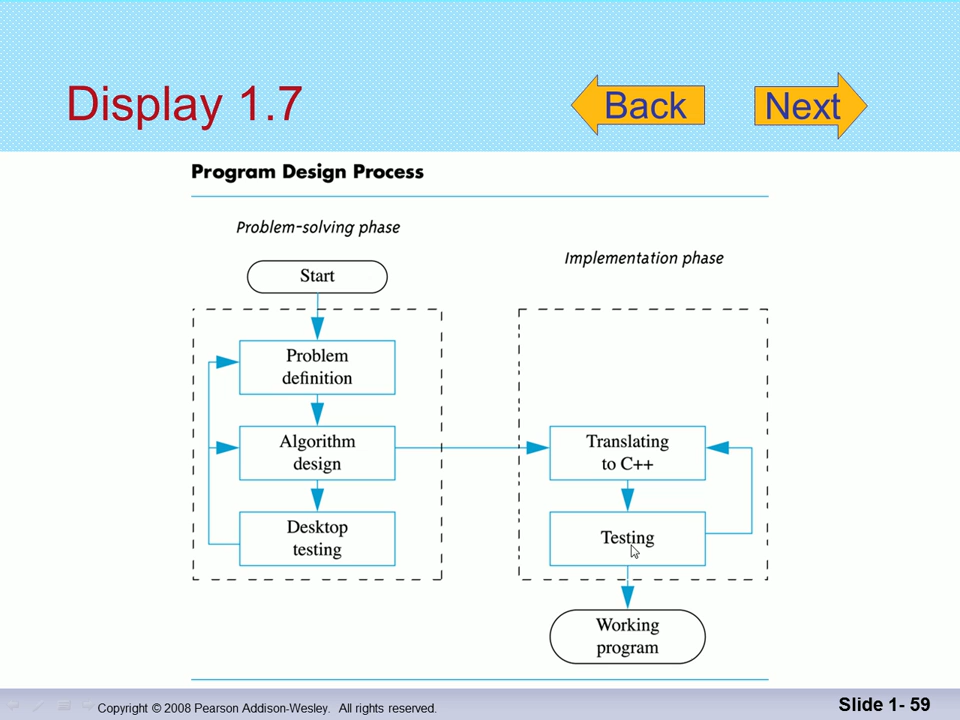 Display 1.7
Back
Next
Program Design Process
Problem-solving phase
Implementation phase
Start
Problem
definition
Algorithm
design
Desktop
testing
Translating
to C++
Testing
Working
program
Copyright © 2008 Pearson Addison-Wesley. All rights reserved.
Slide 1- 59